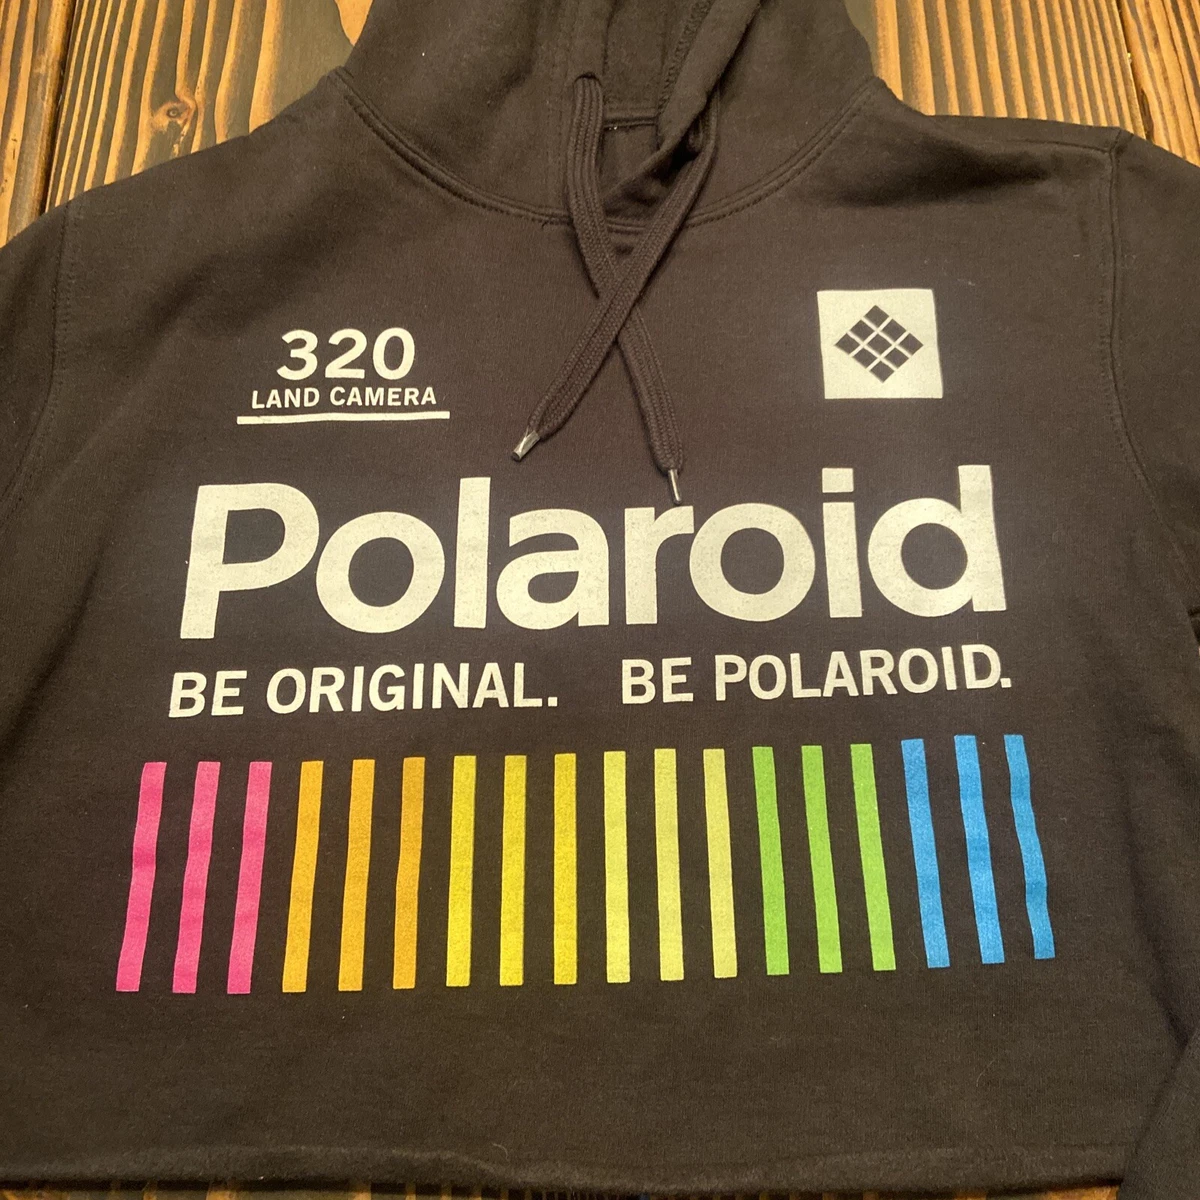 320
LAND CAMERA
Polaroid
BE ORIGINAL. BE POLAROID.